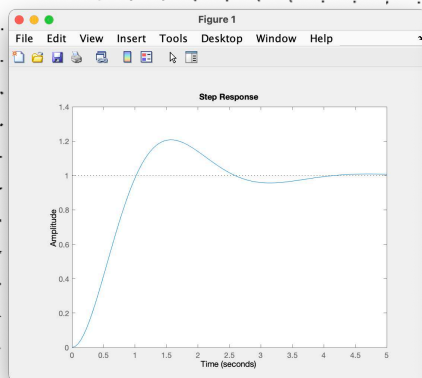 Figure 1
File Edit View Insert Tools Desktop Window Help
Step Response
1.4
1.2
1
0.8
0.6
0.4
0.2
0
Amplitude
0 0.5 1 1.5 2 2.5 3 3.5 4 4.5 5
Time (seconds)